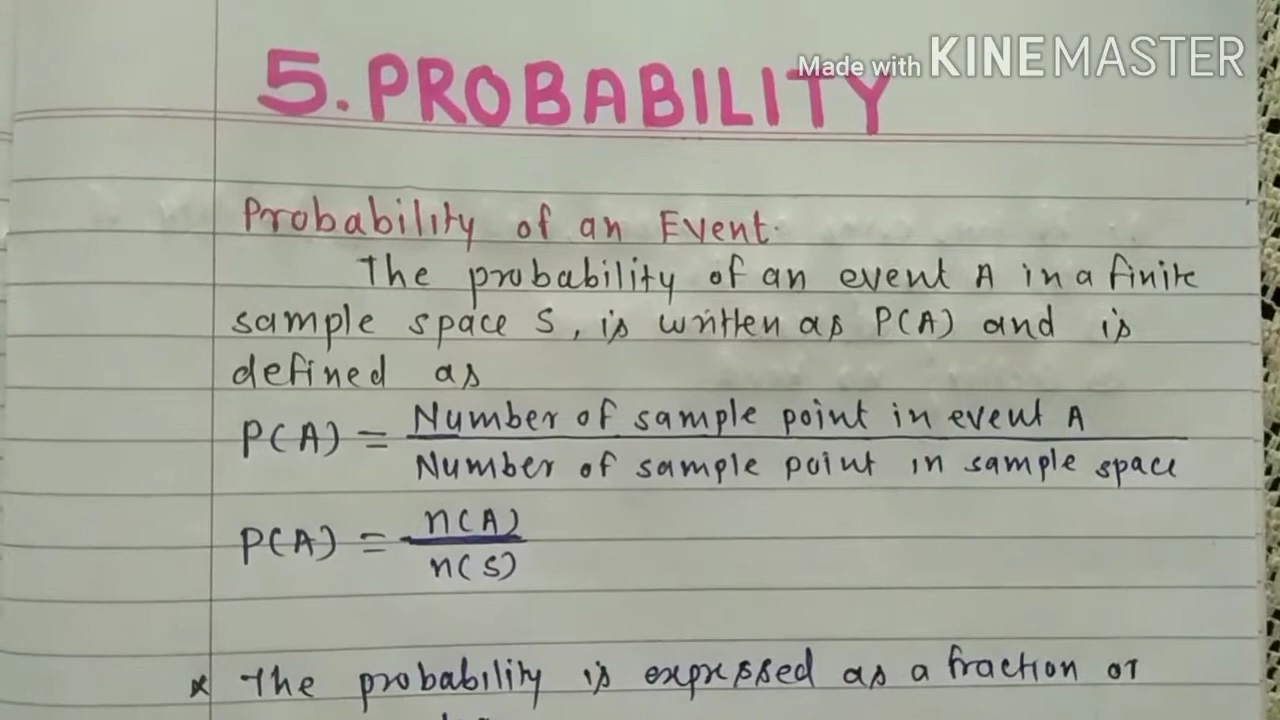 5. PROBABILITY
Made with KINEMASTER
Probability of an Event.
The probability of an event A in a finite
sample space S, is written as P(A) and is
defined as
P(A) = Number of sample point in event A
Number of sample point in sample space
P(A) = n(A)
n(S)
* The probability is expressed as a fraction or